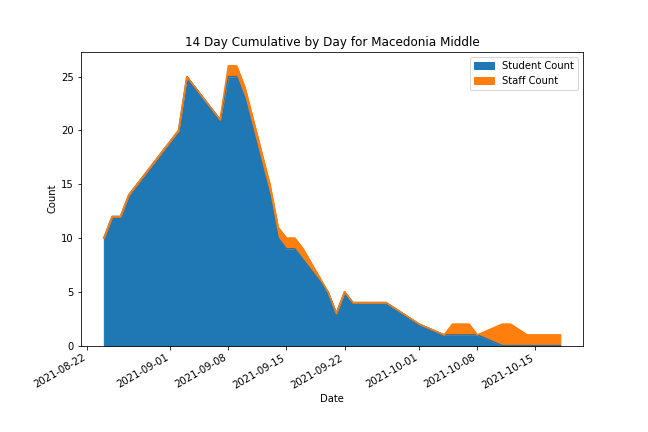 14 Day Cumulative by Day for Macedonia Middle
Student Count
Staff Count
Count
25
20
15
10
5
0
2021-08-22
2021-09-01
2021-09-08
2021-09-15
2021-09-22
2021-10-01
2021-10-08
2021-10-15
Date